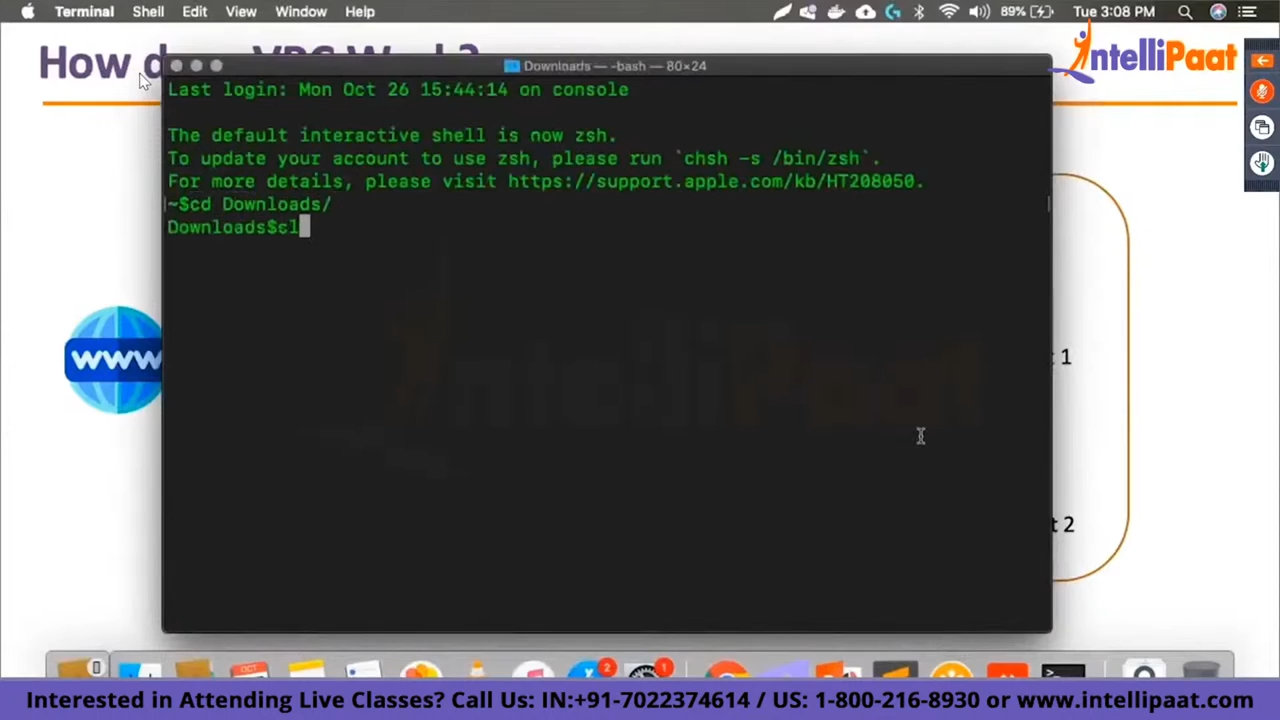 Terminal Shell Edit View Window Help 89% Tue 3:08 PM
How d
IntelliPaat
Downloads — -bash — 80×24
Last login: Mon Oct 26 15:44:14 on console
The default interactive shell is now zsh.
To update your account to use zsh, please run `chsh -s /bin/zsh`.
For more details, please visit https://support.apple.com/kb/HT208050.
~$cd Downloads/
Downloads$cl
www
t 1
t 2
OCT
2
1
Interested in Attending Live Classes? Call Us: IN:+91-7022374614 / US: 1-800-216-8930 or www.intellipaat.com